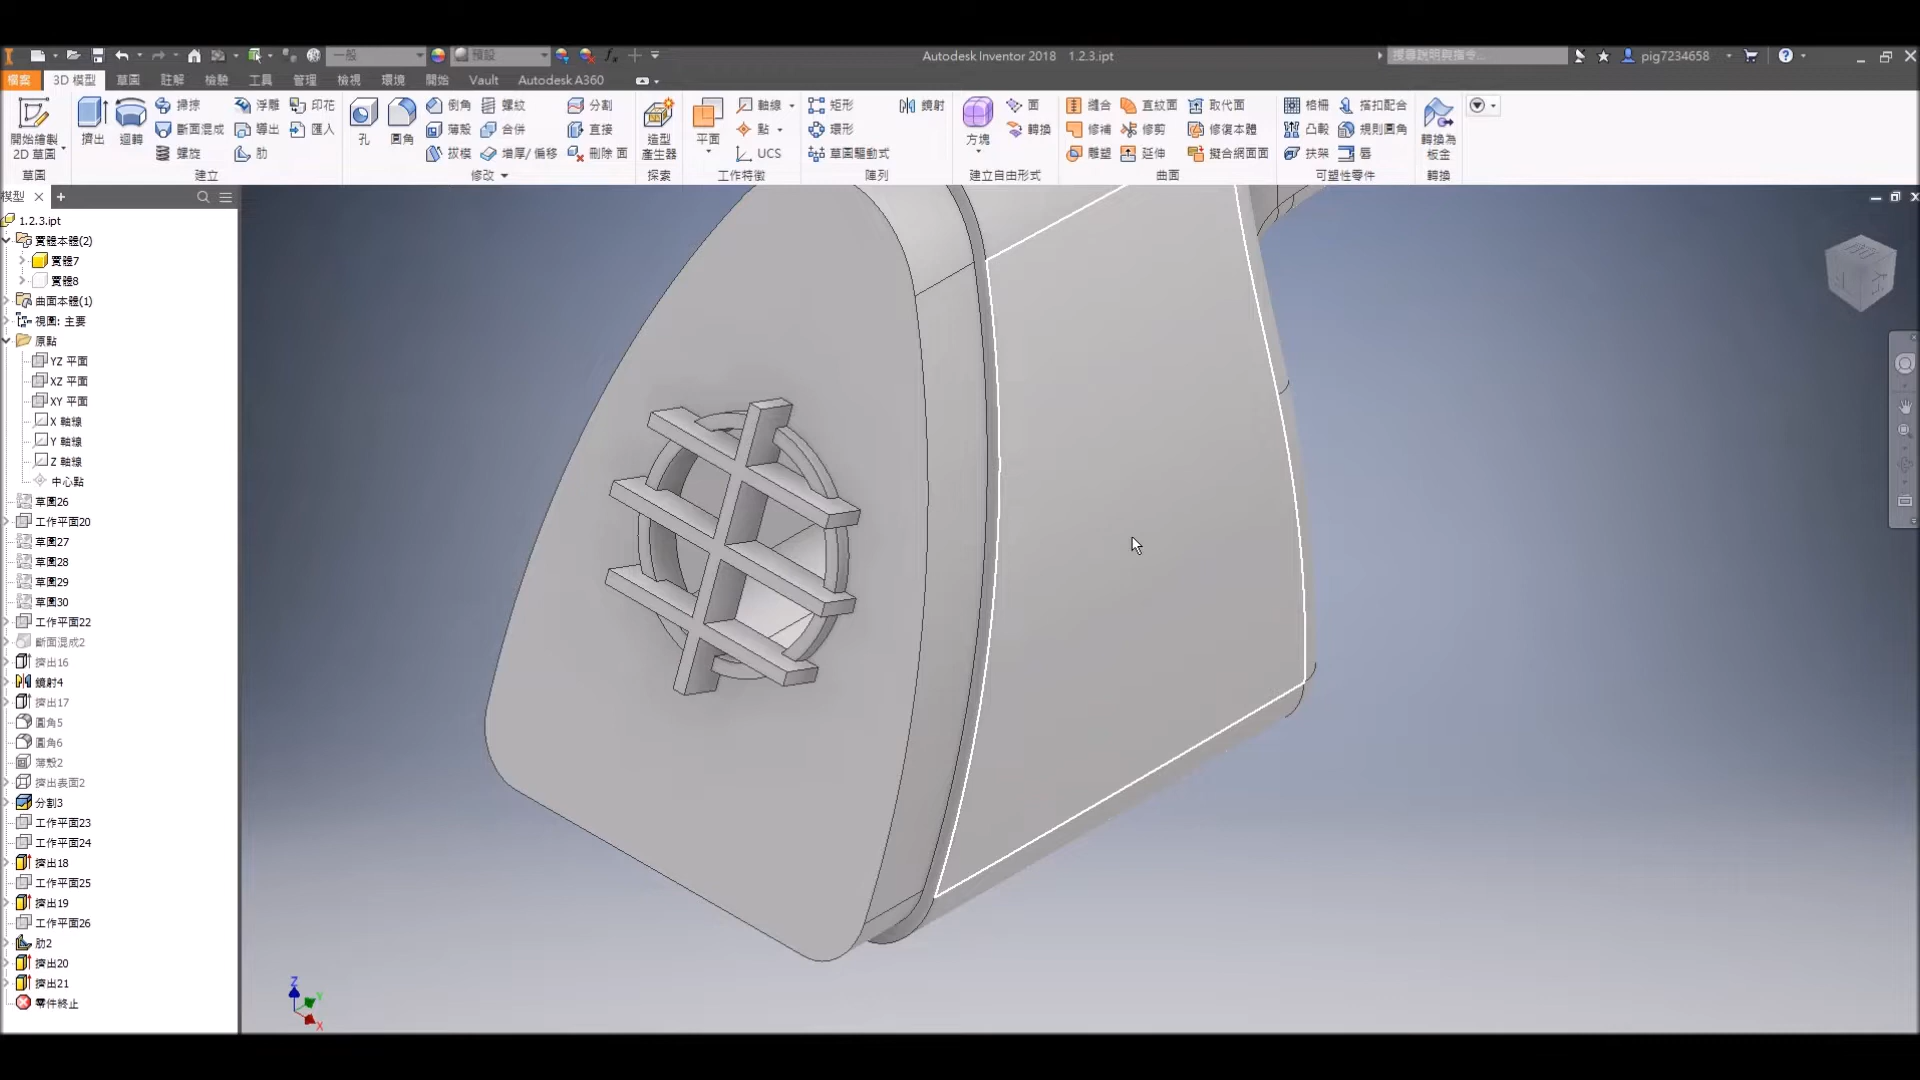 一般 預設 Autodesk Inventor 2018 1.2.3.ipt 搜尋說明與指令... pig7234658
檔案 3D 模型 草圖 註解 檢驗 工具 管理 檢視 環境 開始 Vault Autodesk A360
開始繪製
2D 草圖
草圖
擠出 迴轉
掃掠 浮雕 印花
斷面混成 導出 匯入
螺旋 肋
建立
孔 圓角
倒角 螺紋 分割
薄殼 合併 直接
拔模 增厚/ 偏移 刪除 面
修改
造型
產生器
探索
平面
軸線
點
UCS
工作特徵
矩形 鏡射
環形
草圖驅動式
陣列
方塊
面
轉換
建立自由形式
縫合 直紋面 取代面
修補 修剪 修復本體
雕塑 延伸 擬合網面面
曲面
格柵 搭扣配合
凸轂 規則圓角
扶架 唇
可塑性零件
轉換為
板金
轉換
模型
1.2.3.ipt
實體本體(2)
實體7
實體8
曲面本體(1)
視圖: 主要
原點
YZ 平面
XZ 平面
XY 平面
X 軸線
Y 軸線
Z 軸線
中心點
草圖26
工作平面20
草圖27
草圖28
草圖29
草圖30
工作平面22
斷面混成2
擠出16
鏡射4
擠出17
圓角5
圓角6
薄殼2
擠出表面2
分割3
工作平面23
工作平面24
擠出18
工作平面25
擠出19
工作平面26
肋2
擠出20
擠出21
零件終止
Z
Y
X